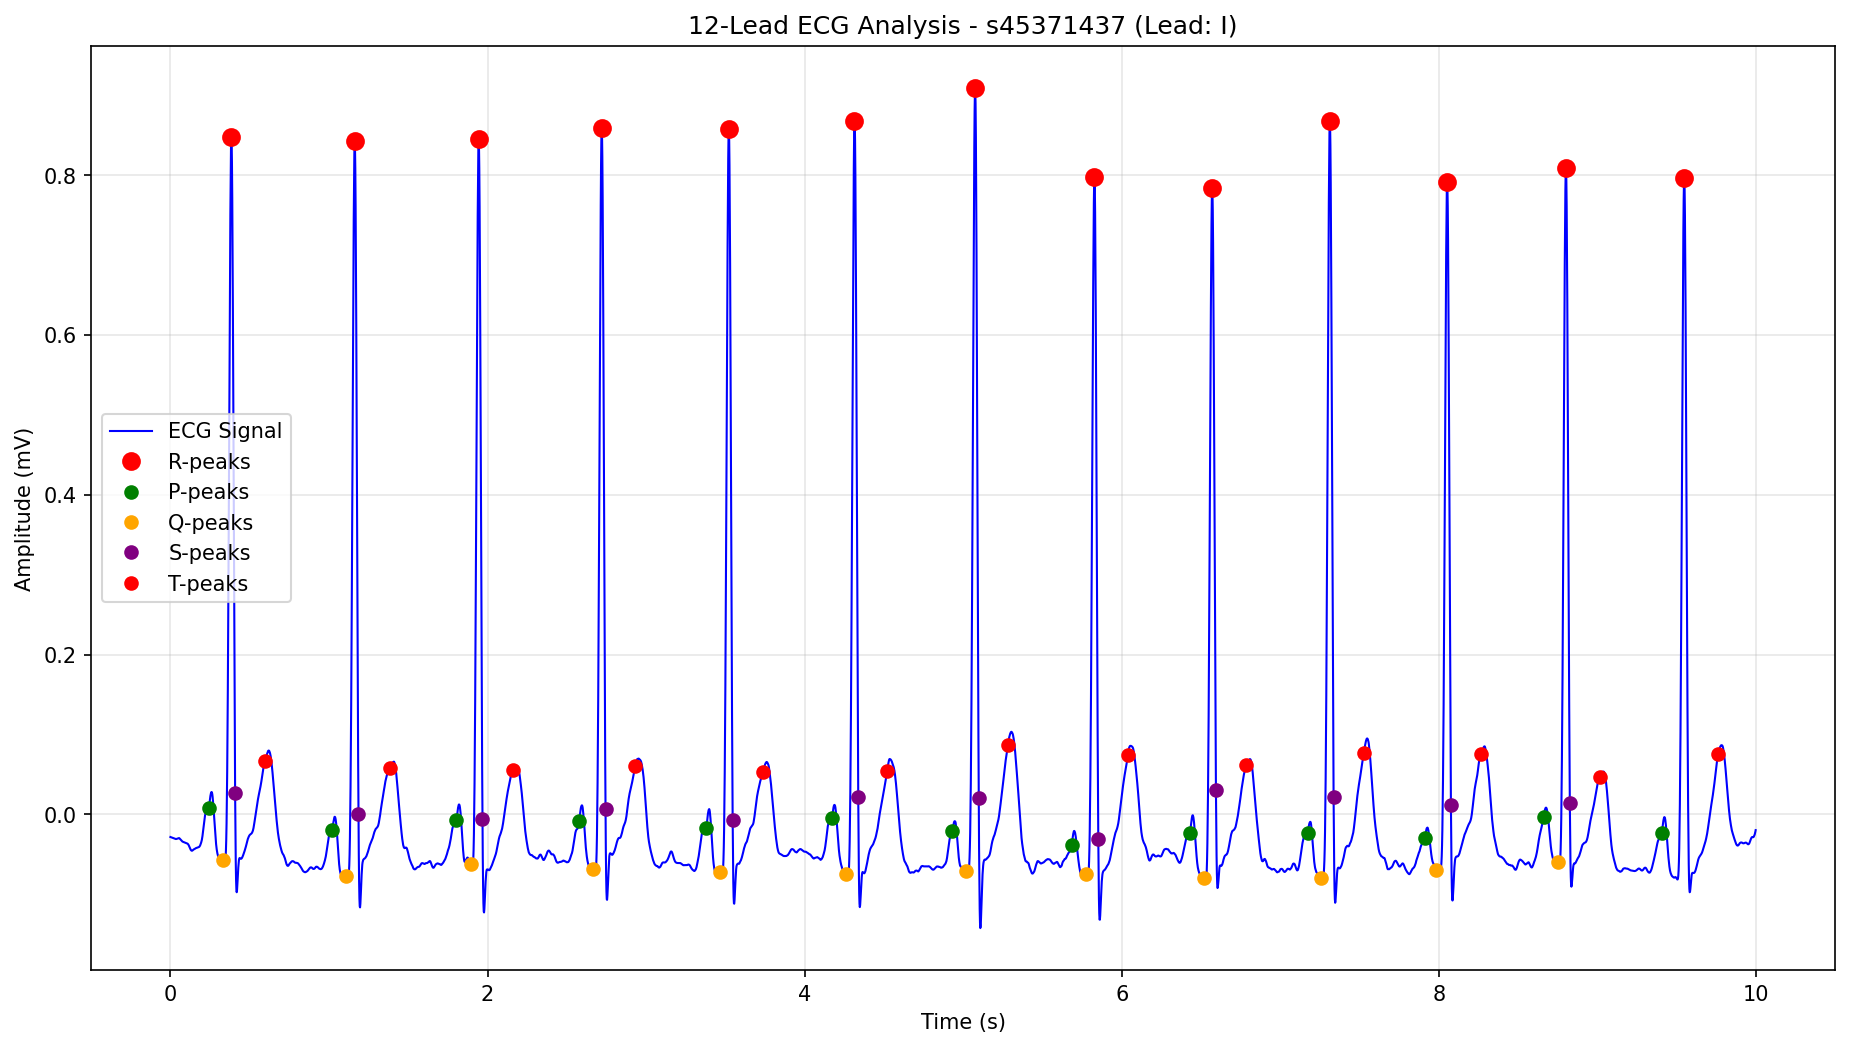 12-Lead ECG Analysis - s45371437 (Lead: I)
Amplitude (mV)
0.8
0.6
0.4
0.2
0.0
ECG Signal
R-peaks
P-peaks
Q-peaks
S-peaks
T-peaks
0 2 4 6 8 10
Time (s)